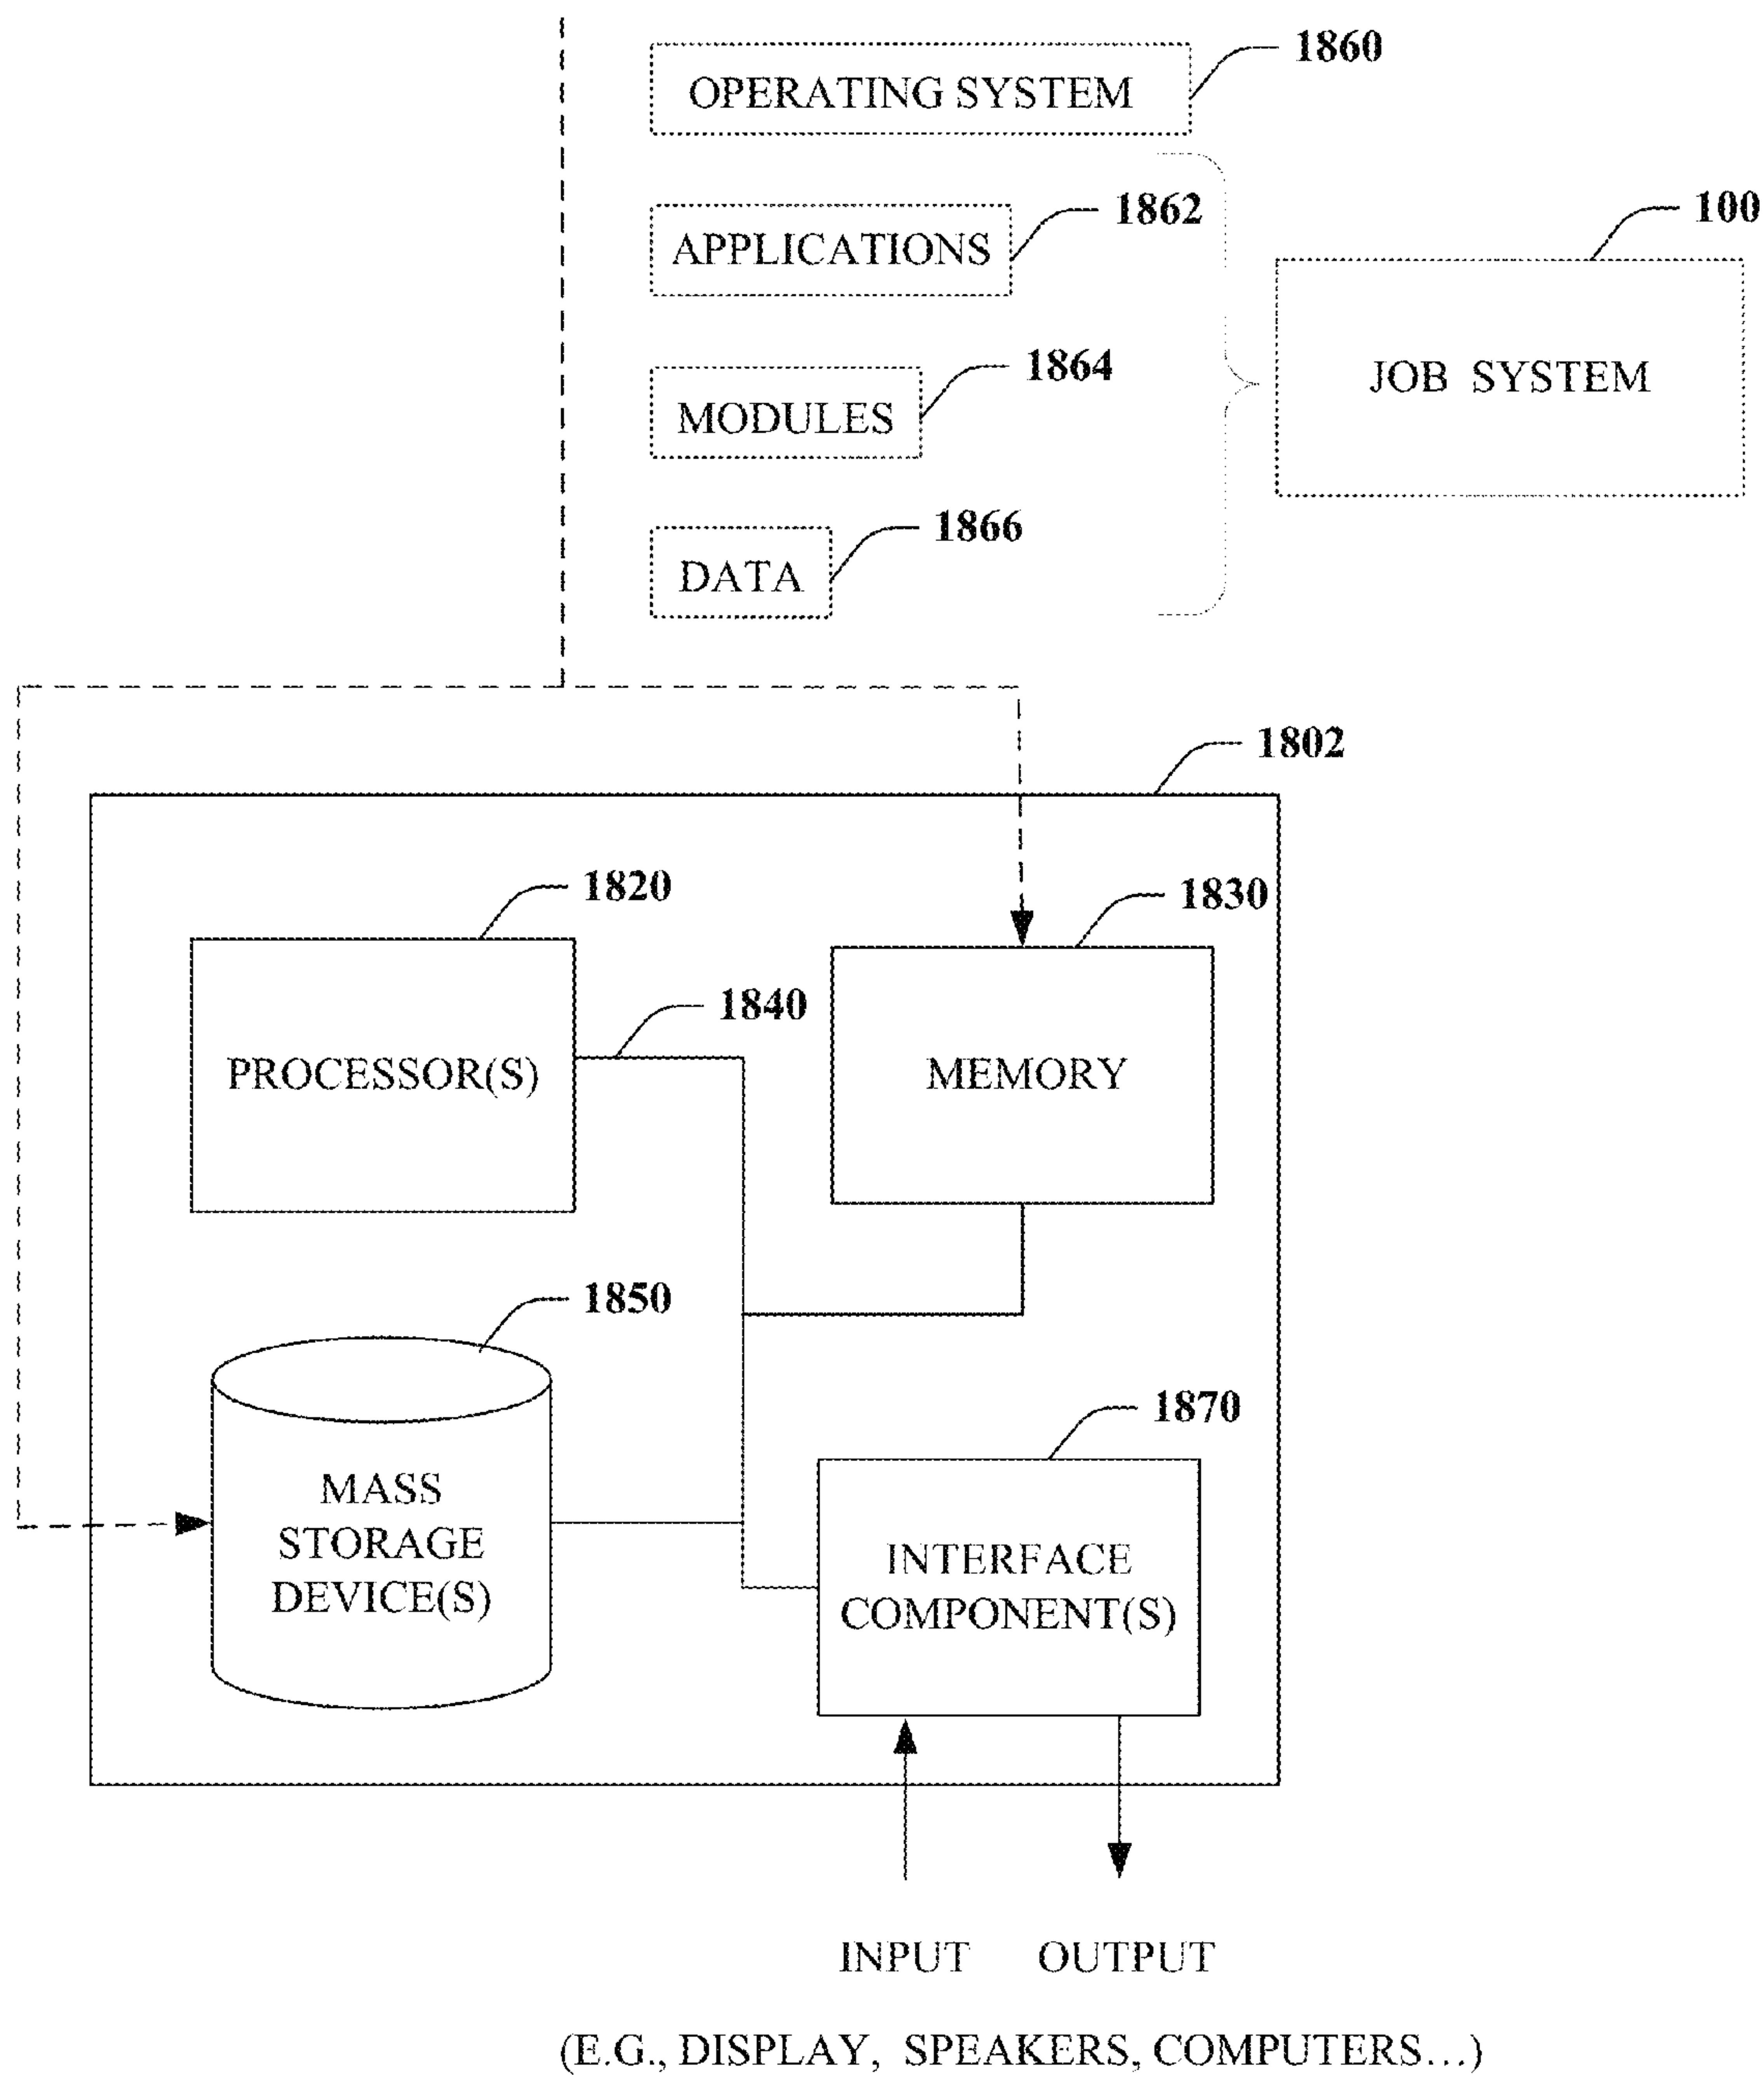 1860
OPERATING SYSTEM
1862
100
APPLICATIONS
1864
JOB SYSTEM
MODULES
1866
DATA
1802
1820
1830
1840
PROCESSOR(S)
MEMORY
1850
1870
MASS
STORAGE
DEVICE(S)
INTERFACE
COMPONENT(S)
INPUT OUTPUT
(E.G., DISPLAY, SPEAKERS, COMPUTERS...)